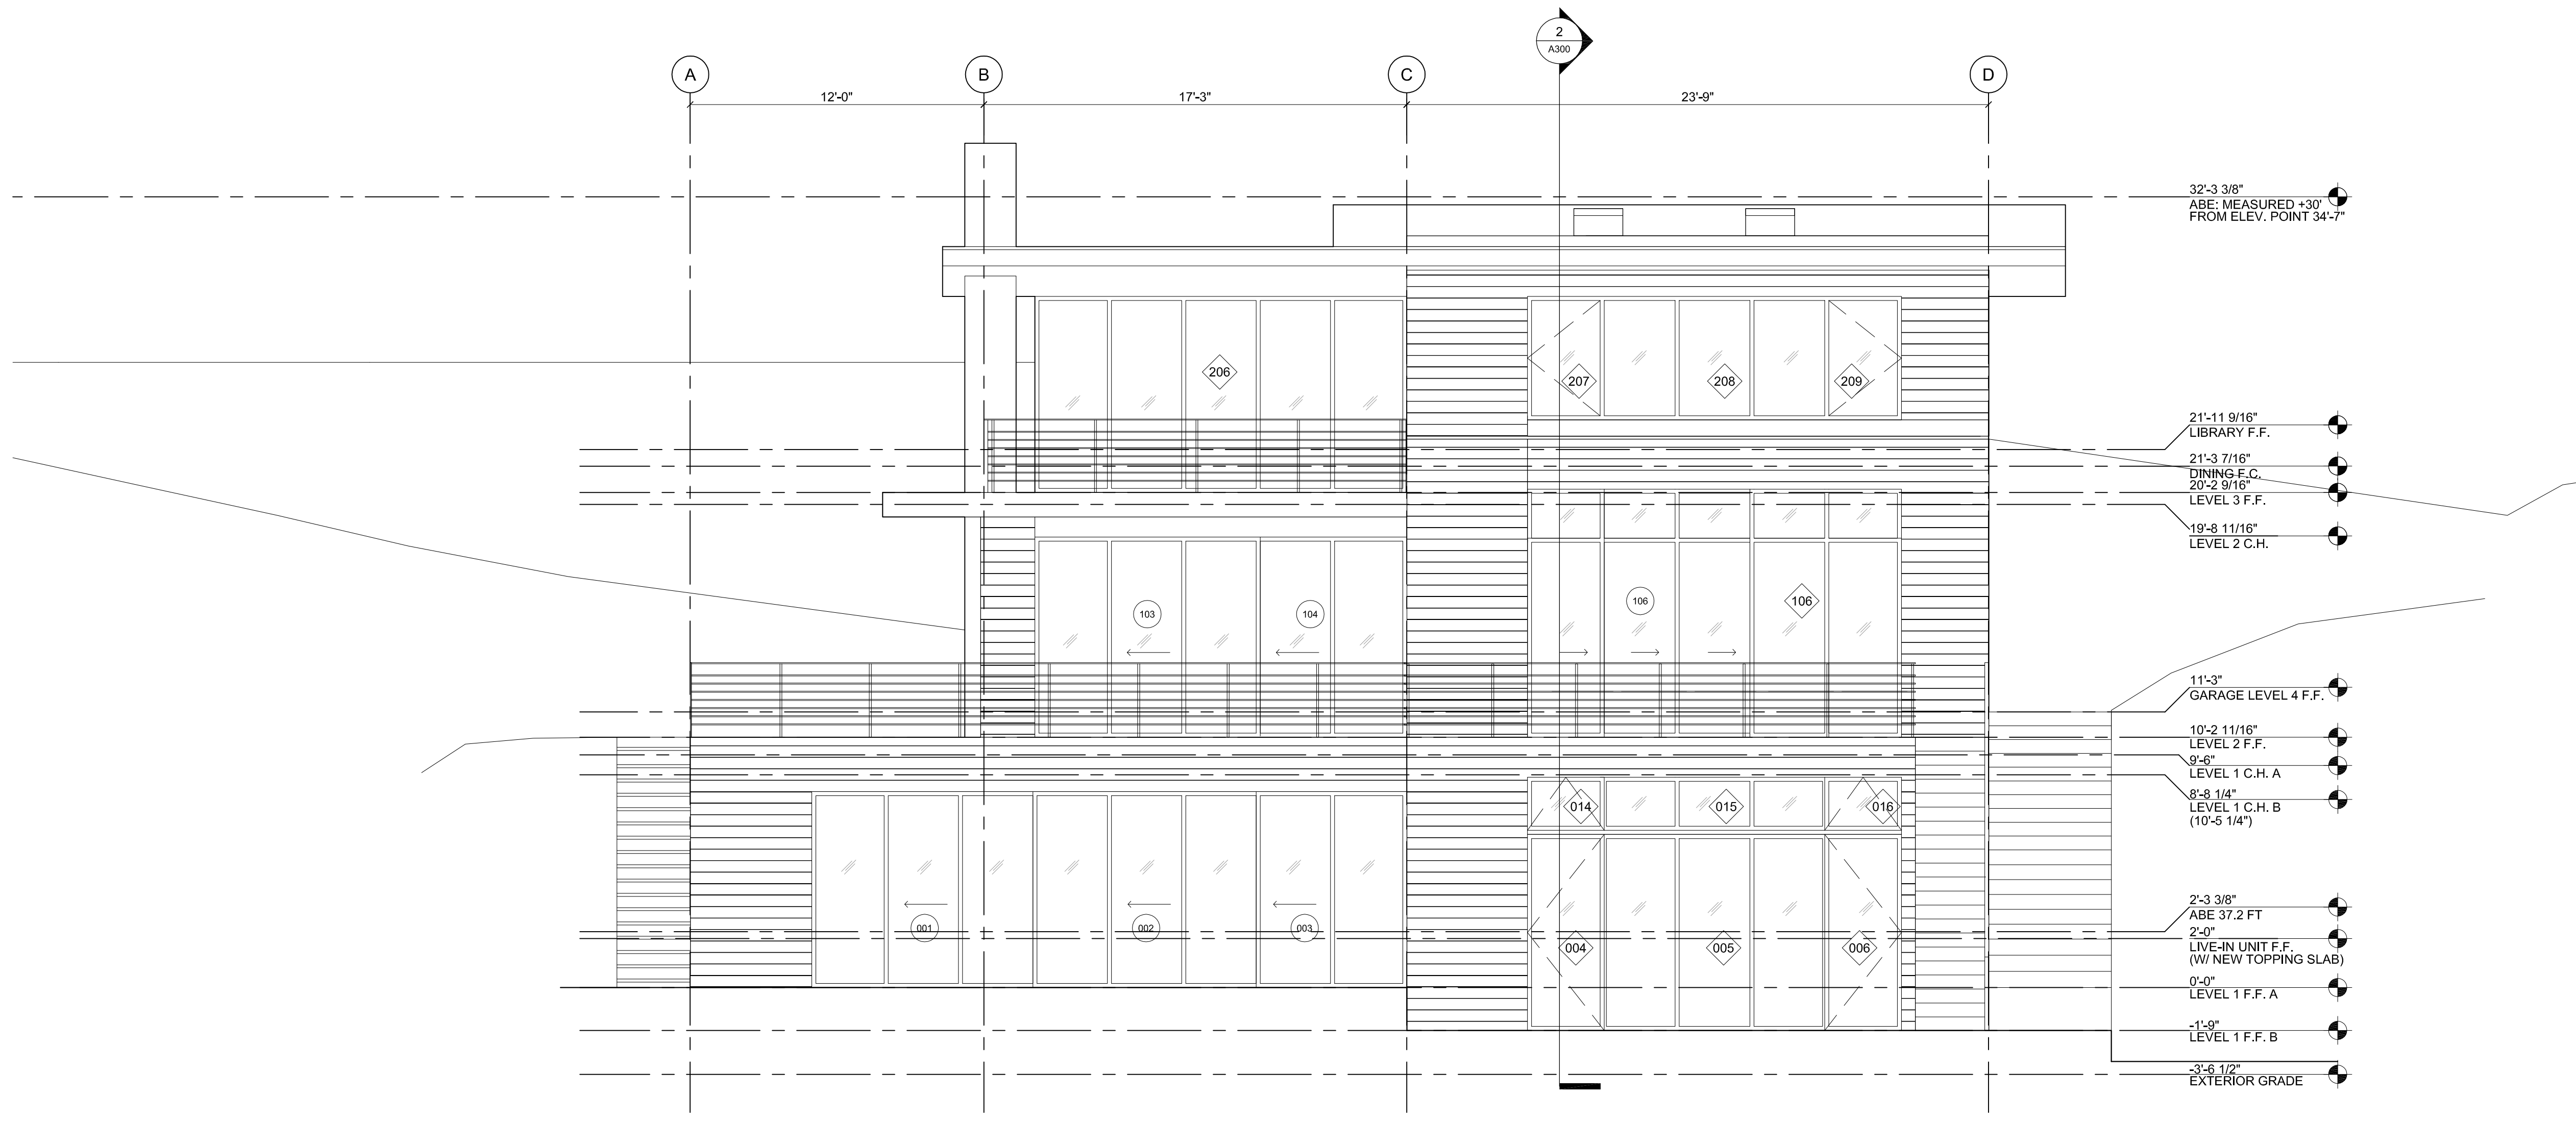 2
A300
A
B
C
D
12'-0"
17'-3"
23'-9"
32'-3 3/8"
ABE: MEASURED +30'
FROM ELEV. POINT 34'-7"
206
207
208
209
21'-11 9/16"
LIBRARY F.F.
21'-3 7/16"
DINING F.C.
20'-2 9/16"
LEVEL 3 F.F.
19'-8 11/16"
LEVEL 2 C.H.
103
104
106
106
11'-3"
GARAGE LEVEL 4 F.F.
10'-2 11/16"
LEVEL 2 F.F.
9'-6"
LEVEL 1 C.H. A
8'-8 1/4"
LEVEL 1 C.H. B
(10'-5 1/4")
014
015
016
001
002
003
004
005
006
2'-3 3/8"
ABE 37.2 FT
2'-0"
LIVE-IN UNIT F.F.
(W/ NEW TOPPING SLAB)
0'-0"
LEVEL 1 F.F. A
-1'-9"
LEVEL 1 F.F. B
-3'-6 1/2"
EXTERIOR GRADE